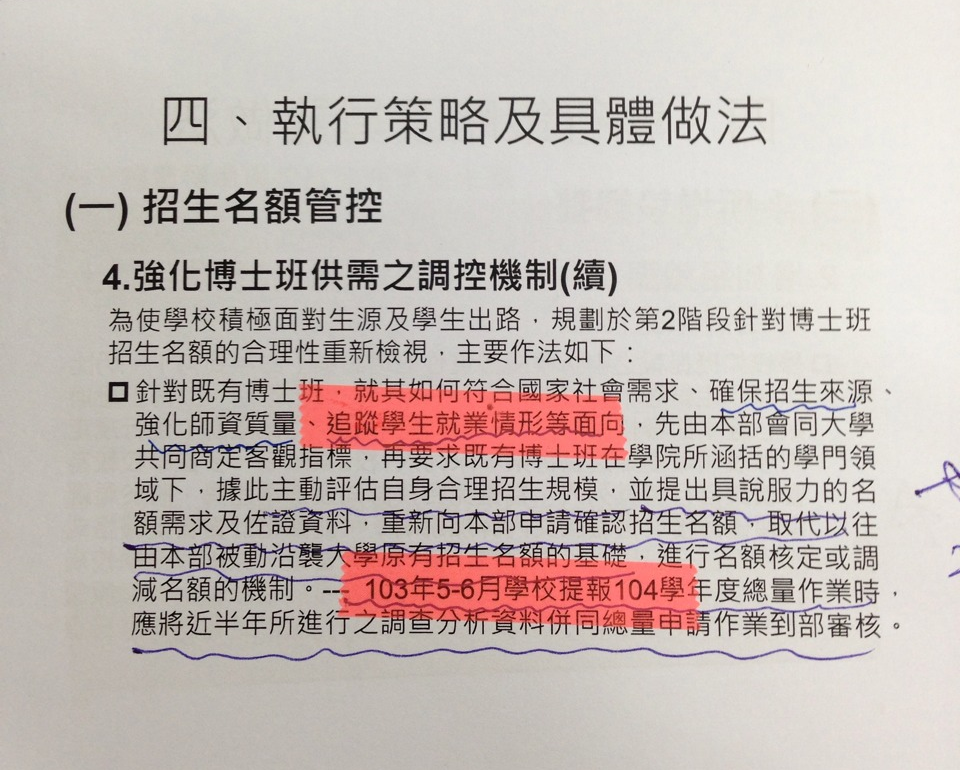 四、執行策略及具體做法
(一) 招生名額管控
4.強化博士班供需之調控機制(續)
為使學校積極面對生源及學生出路，規劃於第2階段針對博士班
招生名額的合理性重新檢視，主要作法如下：
針對既有博士班，就其如何符合國家社會需求、確保招生來源、
強化師資質量、追蹤學生就業情形等面向，先由本部會同大學
共同商定客觀指標，再要求既有博士班在學院所涵括的學門領
域下，據此主動評估自身合理招生規模，並提出具說服力的名
額需求及佐證資料，重新向本部申請確認招生名額，取代以往
由本部被動沿襲大學原有招生名額的基礎，進行名額核定或調
減名額的機制。--- 103年5-6月學校提報104學年度總量作業時，
應將近半年所進行之調查分析資料併同總量申請作業到部審核。